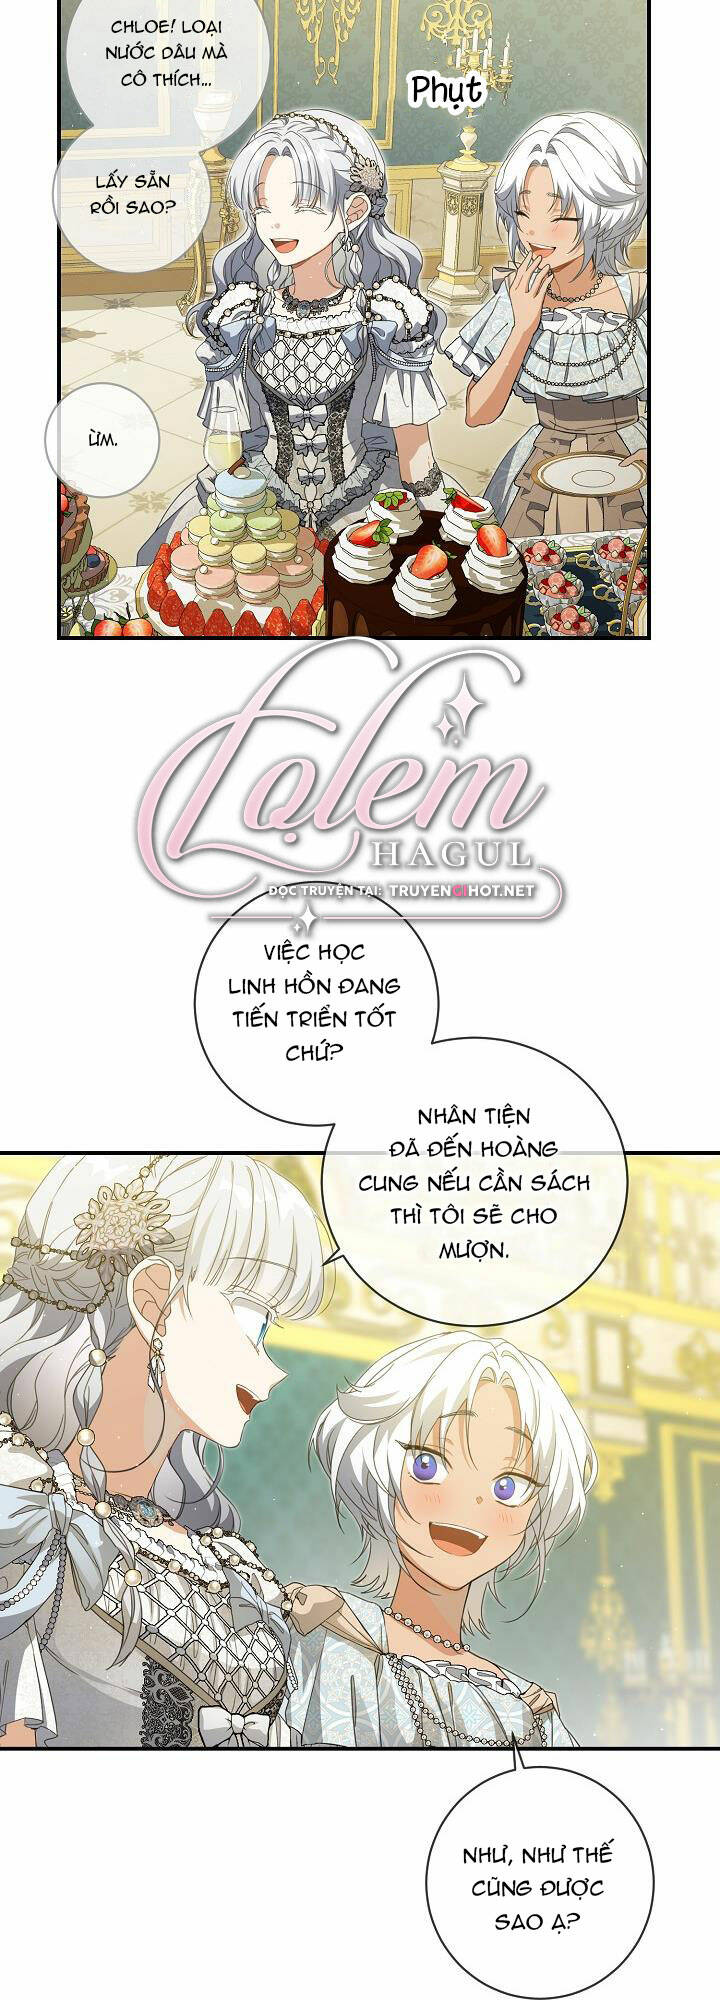 CHLOE! LOẠI
NƯỚC DÂU MÀ
CÔ THÍCH...
Phụt
LẤY SẴN
RỒI SAO?
ỪM.
Lọlem
HAGUL
ĐỌC TRUYỆN TẠI: TRUYENCIHOT.NET
VIỆC HỌC
LINH HỒN ĐANG
TIẾN TRIỂN TỐT
CHỨ?
NHÂN TIỆN
ĐÃ ĐẾN HOÀNG
CUNG NẾU CẦN SÁCH
THÌ TÔI SẼ CHO
MƯỢN.
NHƯ, NHƯ THẾ
CŨNG ĐƯỢC
SAO Ạ?